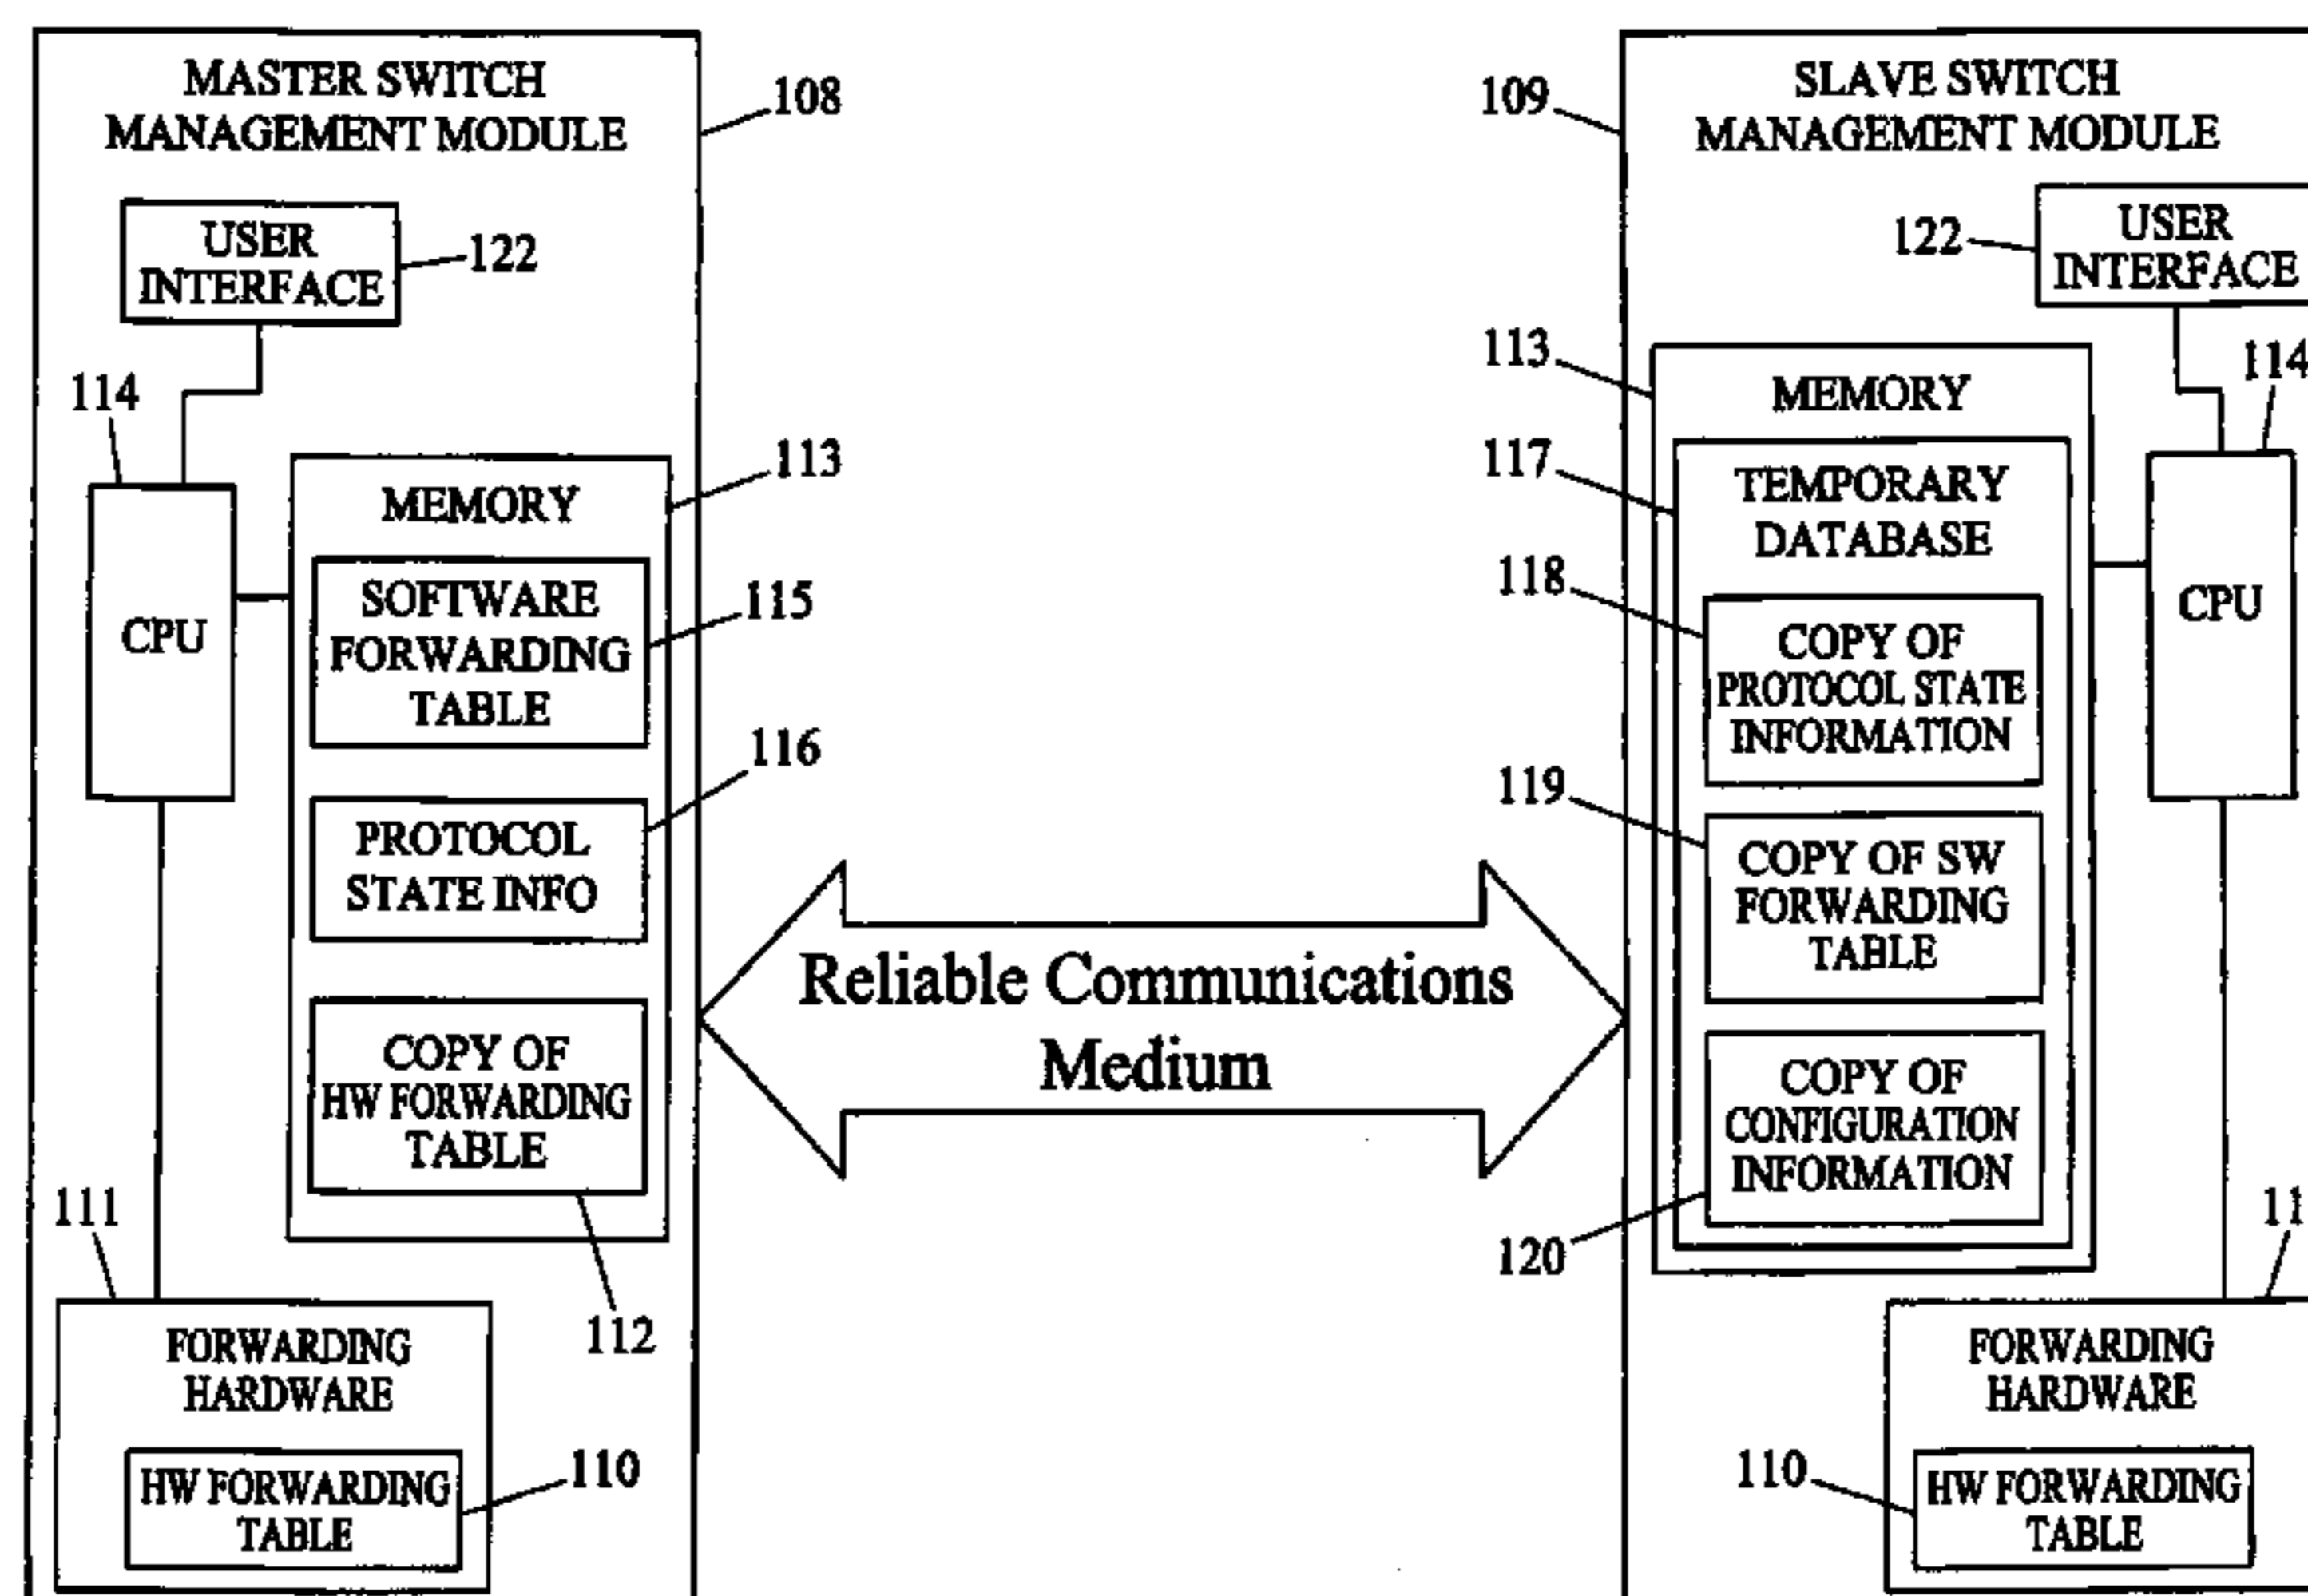 MASTER SWITCH
MANAGEMENT MODULE
108
USER
INTERFACE
122
114
CPU
113
MEMORY
SOFTWARE
FORWARDING
TABLE
115
116
PROTOCOL
STATE INFO
COPY OF
HW FORWARDING
TABLE
112
111
FORWARDING
HARDWARE
HW FORWARDING
TABLE
110
Reliable Communications
Medium
SLAVE SWITCH
MANAGEMENT MODULE
109
USER
INTERFACE
122
113
MEMORY
114
CPU
117
TEMPORARY
DATABASE
118
COPY OF
PROTOCOL STATE
INFORMATION
119
COPY OF SW
FORWARDING
TABLE
COPY OF
CONFIGURATION
INFORMATION
120
11
FORWARDING
HARDWARE
110
HW FORWARDING
TABLE